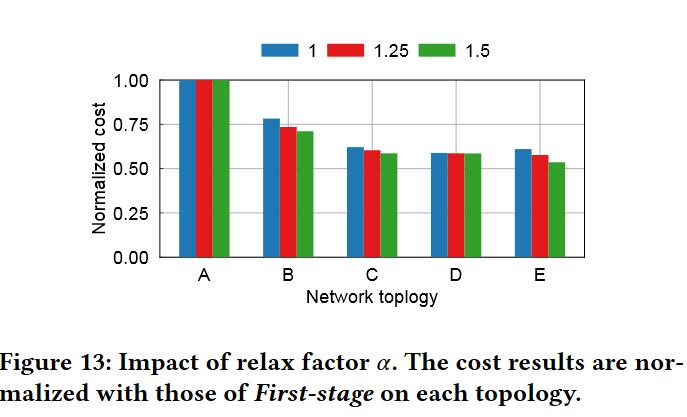 1 1.25 1.5
1.00
0.75
0.50
0.25
0.00
Normalized cost
A B C D E
Network toplogy
Figure 13: Impact of relax factor α. The cost results are nor-
malized with those of First-stage on each topology.